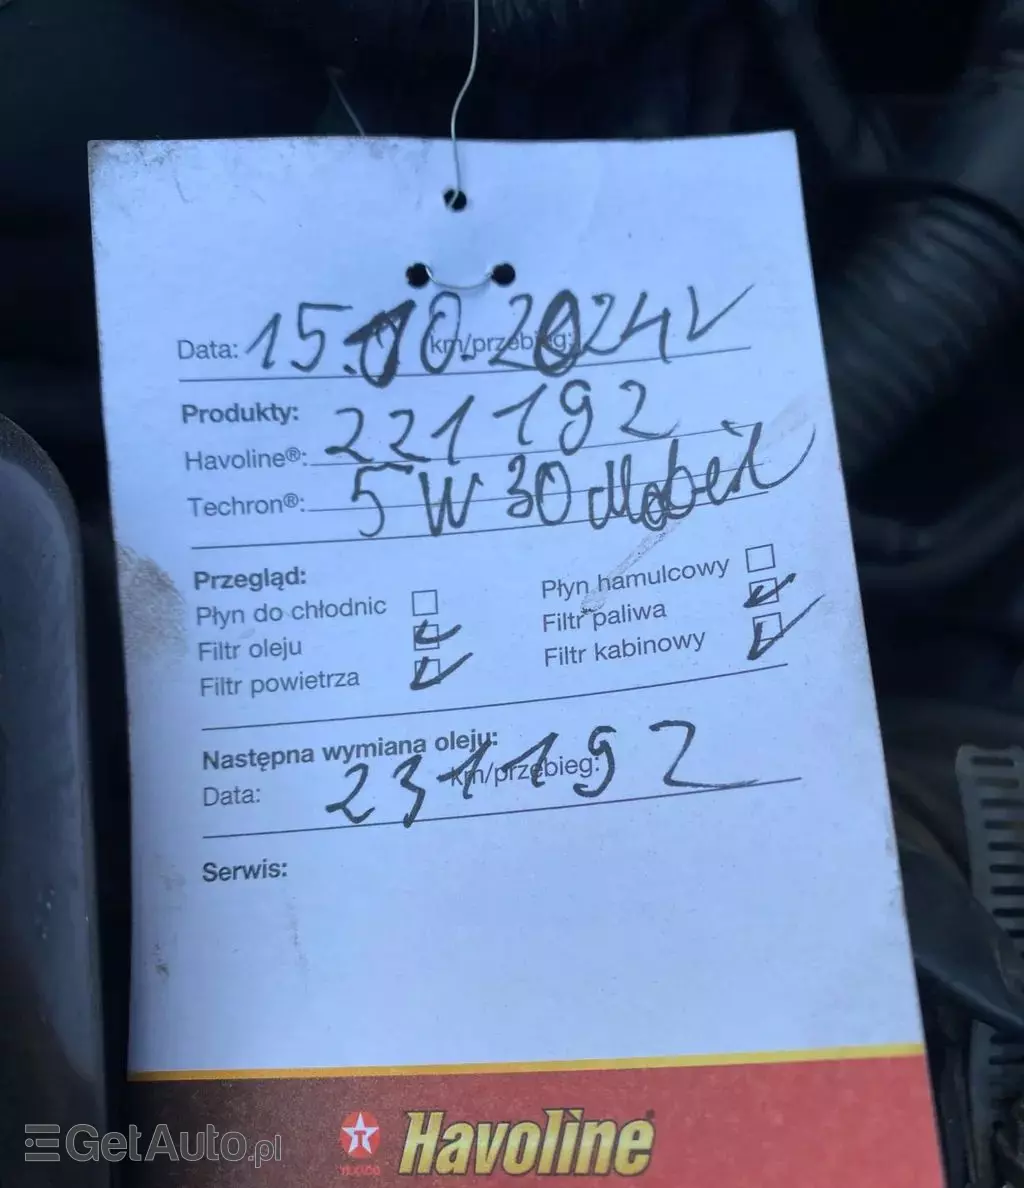 Data: 15.10.2024r km/przebieg:
Produkty: 221192
Havoline®:
Techron®: 5W30 Mobil
Przegląd:
Płyn do chłodnic Płyn hamulcowy
Filtr oleju Filtr paliwa
Filtr powietrza Filtr kabinowy
Następna wymiana oleju:
Data: 231192 km/przebieg:
Serwis:
TEXACO Havoline
GetAuto.pl